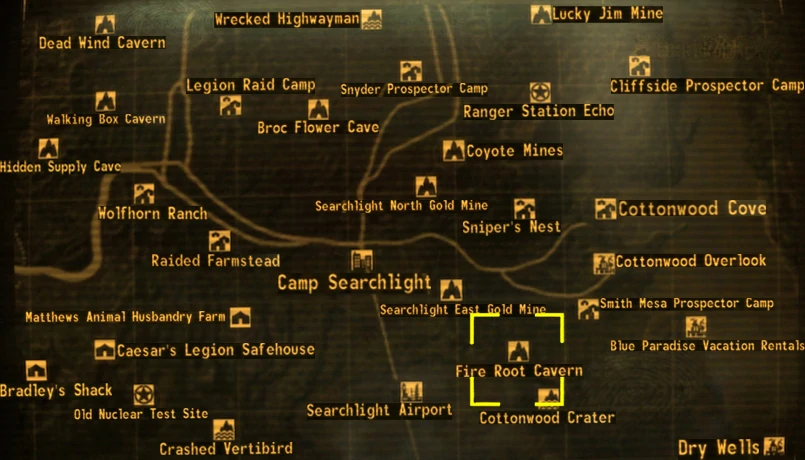 Wrecked Highwayman
Lucky Jim Mine
Dead Wind Cavern
Legion Raid Camp
Snyder Prospector Camp
Cliffside Prospector Camp
Walking Box Cavern
Broc Flower Cave
Ranger Station Echo
Coyote Mines
Hidden Supply Cave
Wolfhorn Ranch
Searchlight North Gold Mine
Sniper's Nest
Cottonwood Cove
Raided Farmstead
Camp Searchlight
Cottonwood Overlook
Searchlight East Gold Mine
Smith Mesa Prospector Camp
Matthews Animal Husbandry Farm
Blue Paradise Vacation Rentals
Caesar's Legion Safehouse
Fire Root Cavern
Bradley's Shack
Old Nuclear Test Site
Searchlight Airport
Cottonwood Crater
Crashed Vertibird
Dry Wells